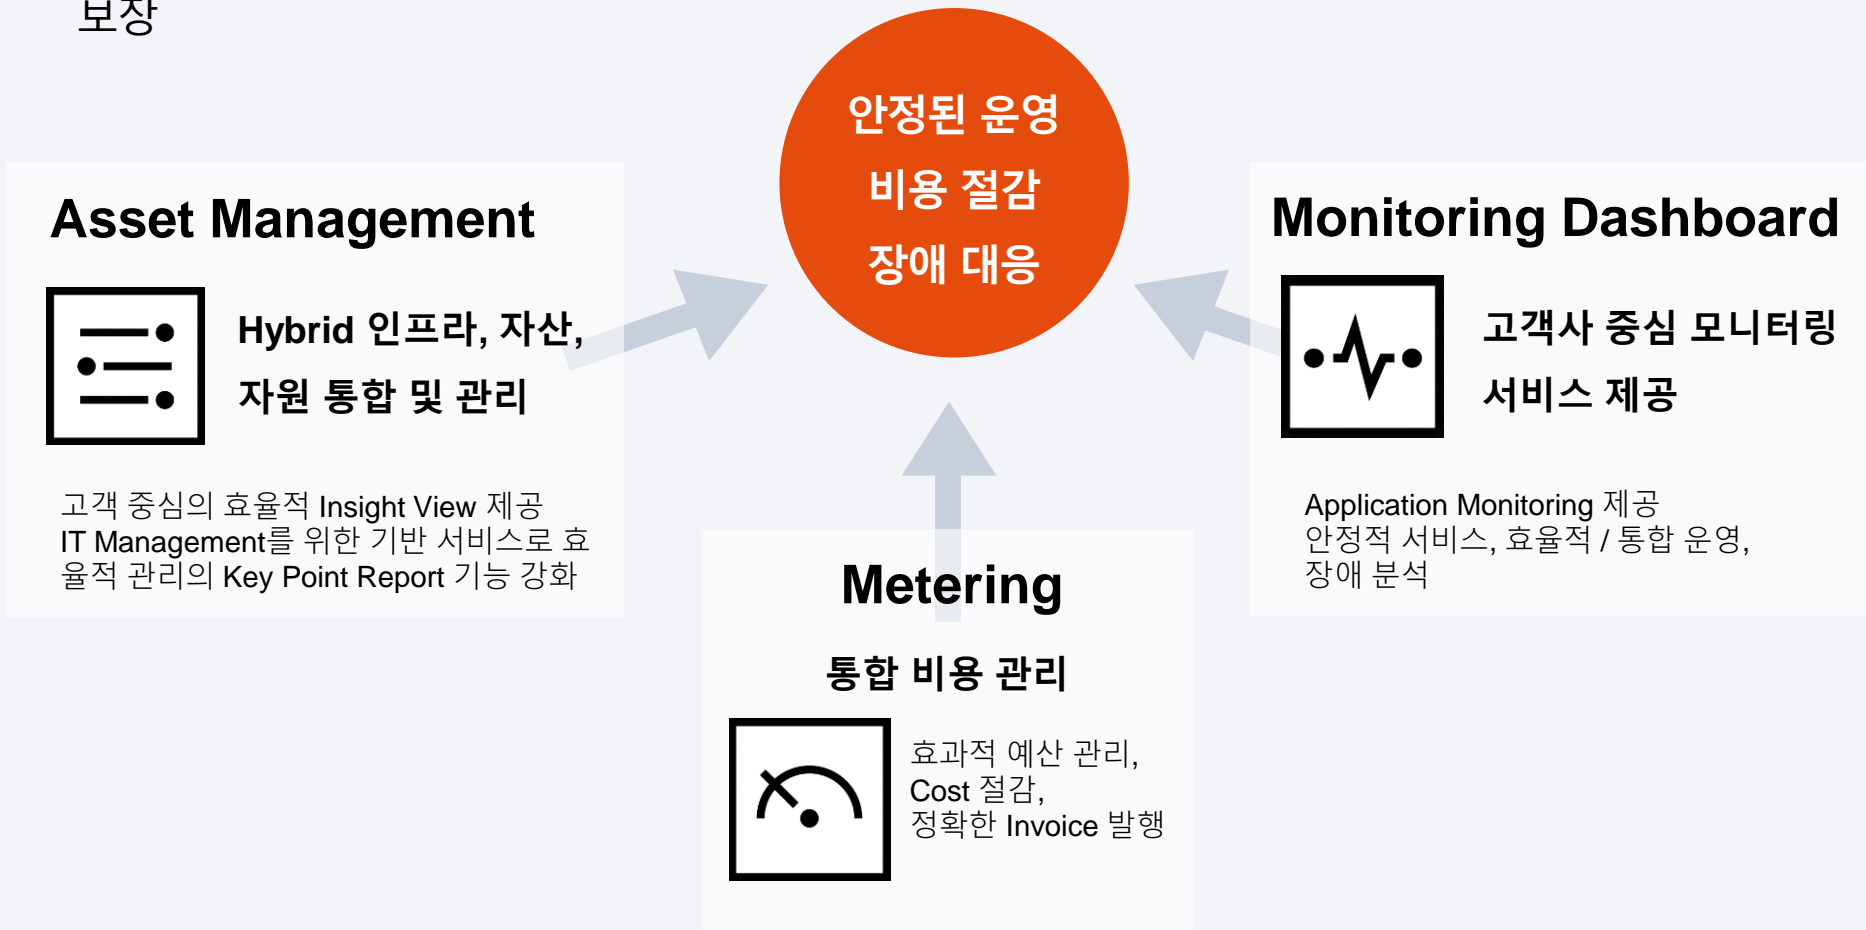 보장
안정된 운영
비용 절감
장애 대응
Asset Management
Hybrid 인프라, 자산,
자원 통합 및 관리
고객 중심의 효율적 Insight View 제공
IT Management를 위한 기반 서비스로 효
율적 관리의 Key Point Report 기능 강화
Monitoring Dashboard
고객사 중심 모니터링
서비스 제공
Application Monitoring 제공
안정적 서비스, 효율적 / 통합 운영,
장애 분석
Metering
통합 비용 관리
효과적 예산 관리,
Cost 절감,
정확한 Invoice 발행